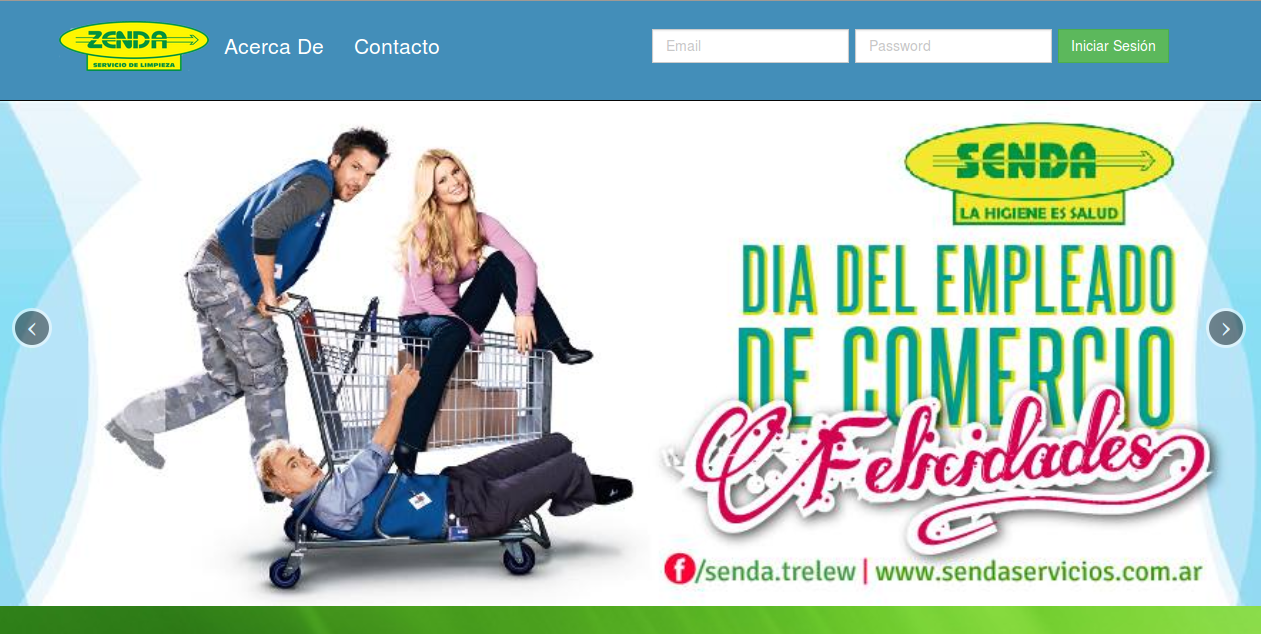 ZENDA
SERVICIO DE LIMPIEZA
Acerca De
Contacto
Email
Password
Iniciar Sesión
SENDA
LA HIGIENE ES SALUD
DIA DEL EMPLEADO
DE COMERCIO
Felicidades
f/senda.trelew | www.sendaservicios.com.ar